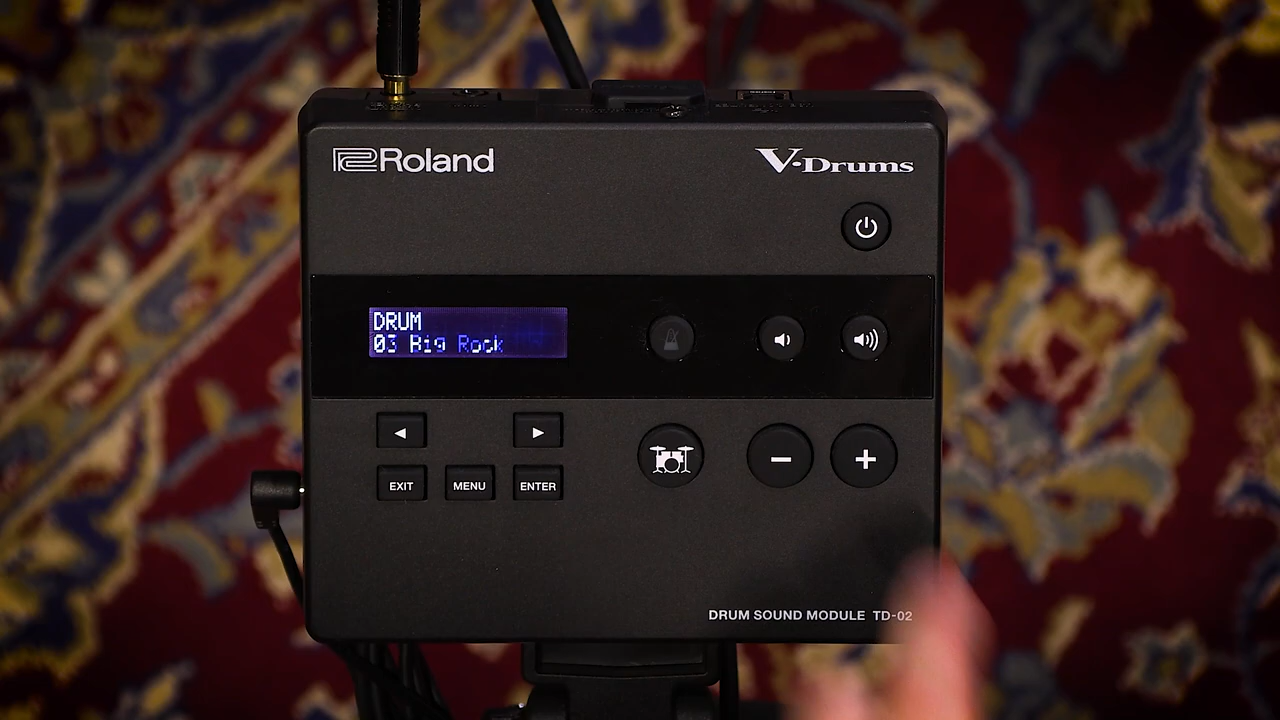 Roland
V-Drums
DRUM
03 Big Rock
EXIT
MENU
ENTER
DRUM SOUND MODULE TD-02